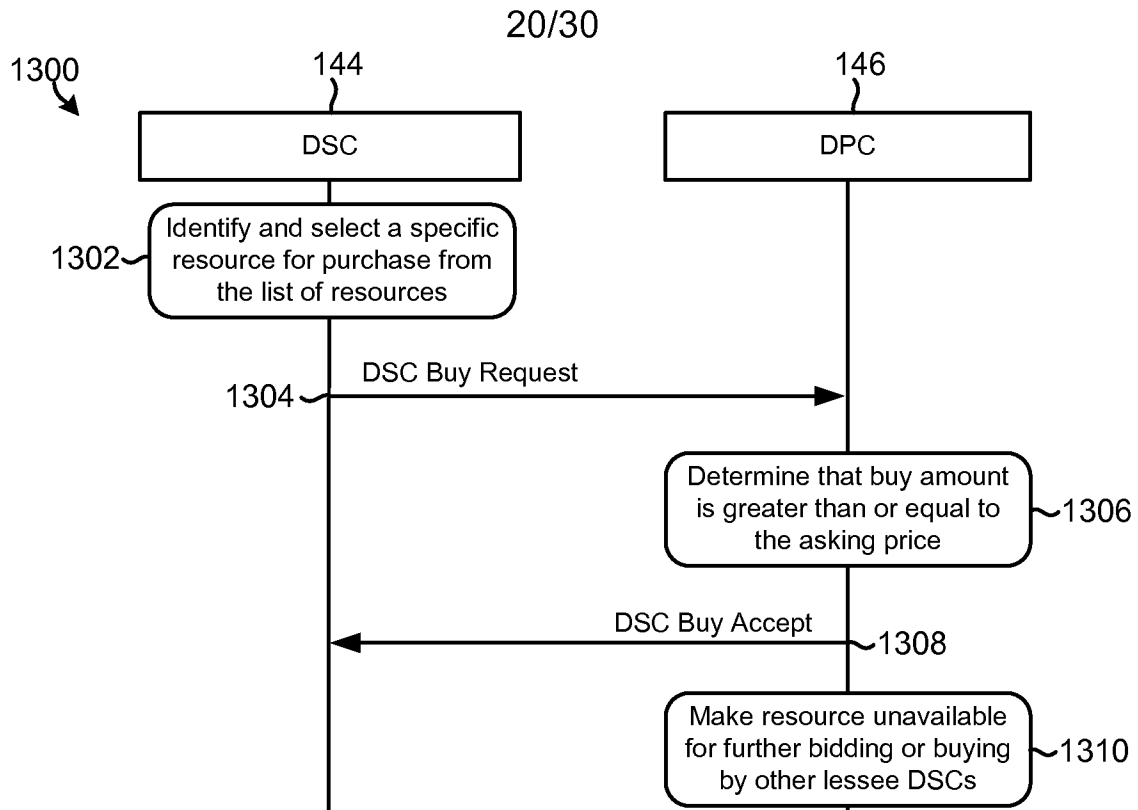 20/30
1300
144
146
DSC
DPC
1302
Identify and select a specific
resource for purchase from
the list of resources
DSC Buy Request
1304
Determine that buy amount
is greater than or equal to
the asking price
1306
DSC Buy Accept
1308
Make resource unavailable
for further bidding or buying
by other lessee DSCs
1310